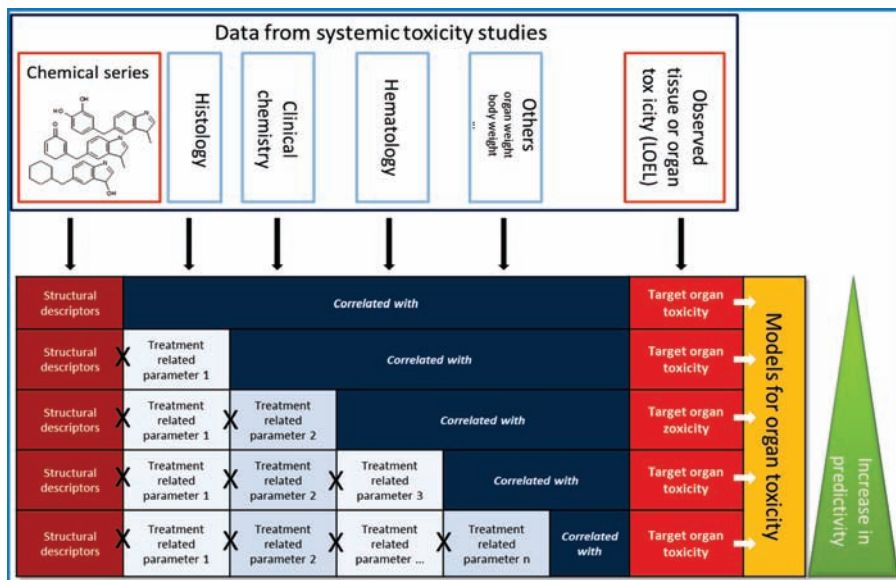 Data from systemic toxicity studies
Chemical series
OH
HO
O
OH
Histology
Clinical
chemistry
Hematology
Others
organ weight
body weight
...
Observed
tissue or organ
tox icity (LOEL)
Structural
descriptors
Correlated with
Target organ
toxicity
Structural
descriptors
X
Treatment
related
parameter 1
Correlated with
Target organ
toxicity
Structural
descriptors
X
Treatment
related
parameter 1
X
Treatment
related
parameter 2
Correlated with
Target organ
zoxicity
Structural
descriptors
X
Treatment
related
parameter 1
X
Treatment
related
parameter 2
X
Treatment
related
parameter 3
Correlated with
Target organ
toxicity
Structural
descriptors
X
Treatment
related
parameter 1
X
Treatment
related
parameter 2
X
Treatment
related
parameter ...
X
Treatment
related
parameter n
Correlated
with
Target organ
toxicity
Models for organ toxicity
Increase in
predictivity